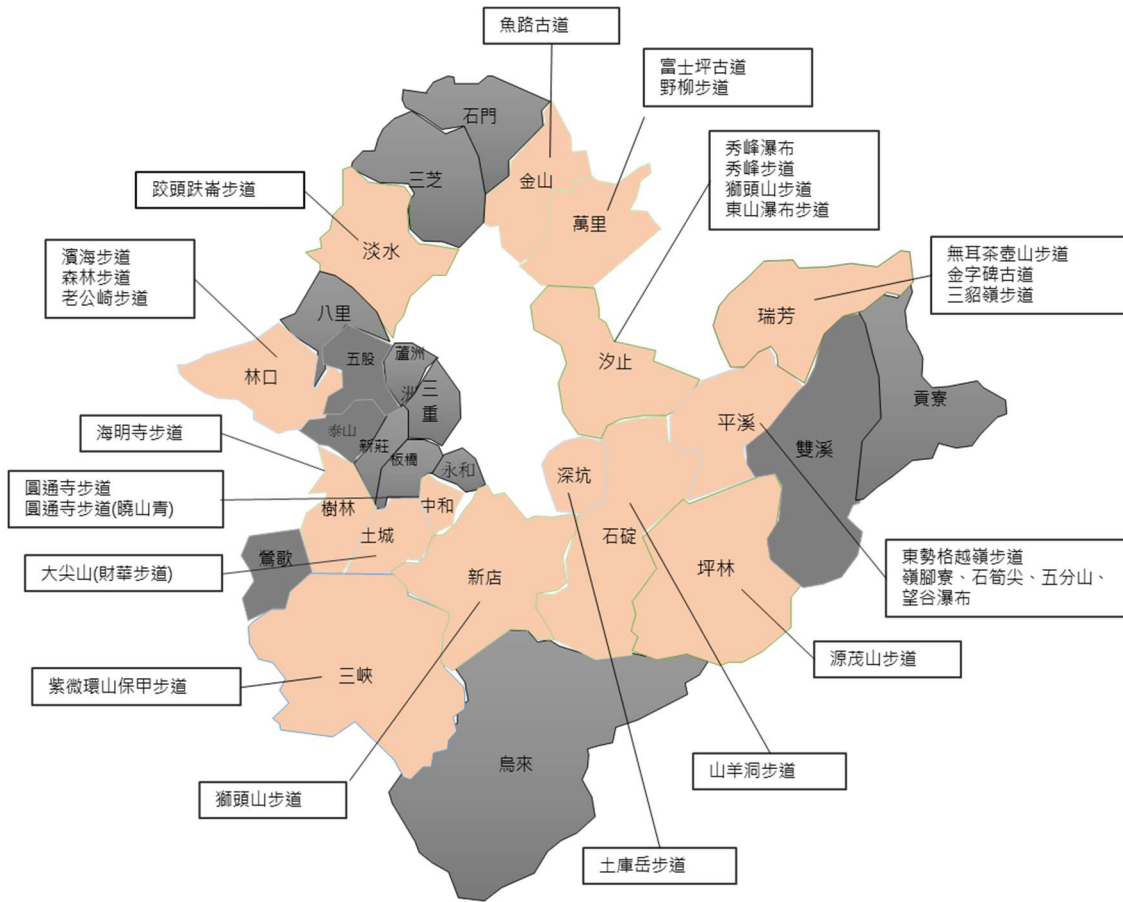 魚路古道
富士坪古道
野柳步道
石門
秀峰瀑布
秀峰步道
獅頭山步道
東山瀑布步道
三芝
金山
萬里
跤頭趺崙步道
淡水
濱海步道
森林步道
老公崎步道
無耳茶壺山步道
金字碑古道
三貂嶺步道
八里
瑞芳
五股
蘆洲
汐止
林口
洲
三重
貢寮
平溪
泰山
海明寺步道
新莊
雙溪
板橋
永和
深坑
圓通寺步道
圓通寺步道(曉山青)
樹林
中和
土城
石碇
鶯歌
大尖山(財華步道)
新店
坪林
東勢格越嶺步道
嶺腳寮、石筍尖、五分山、
望谷瀑布
源茂山步道
三峽
紫微環山保甲步道
烏來
山羊洞步道
獅頭山步道
土庫岳步道